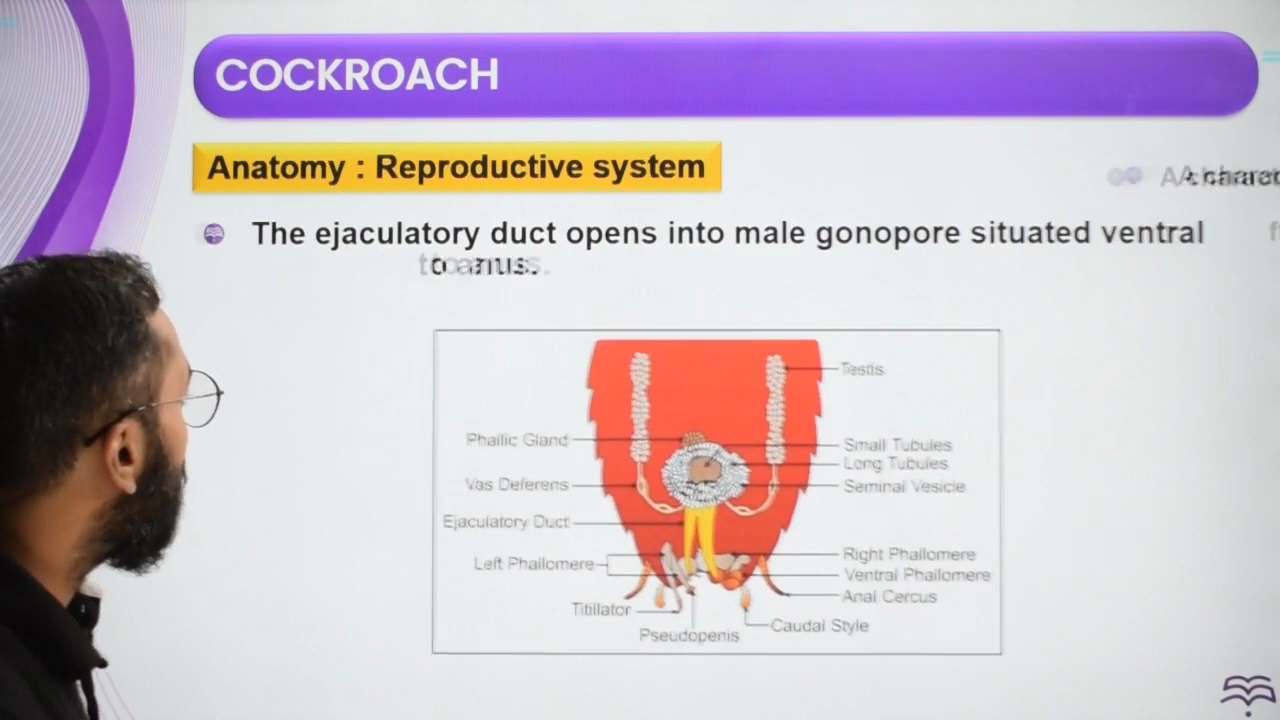 COCKROACH
Anatomy : Reproductive system
The ejaculatory duct opens into male gonopore situated ventral
to anus.
Testis
Phallic Gland
Small Tubules
Long Tubules
Vas Deferens
Seminal Vesicle
Ejaculatory Duct
Left Phallomere
Right Phallomere
Ventral Phallomere
Anal Cercus
Titillator
Caudal Style
Pseudopenis